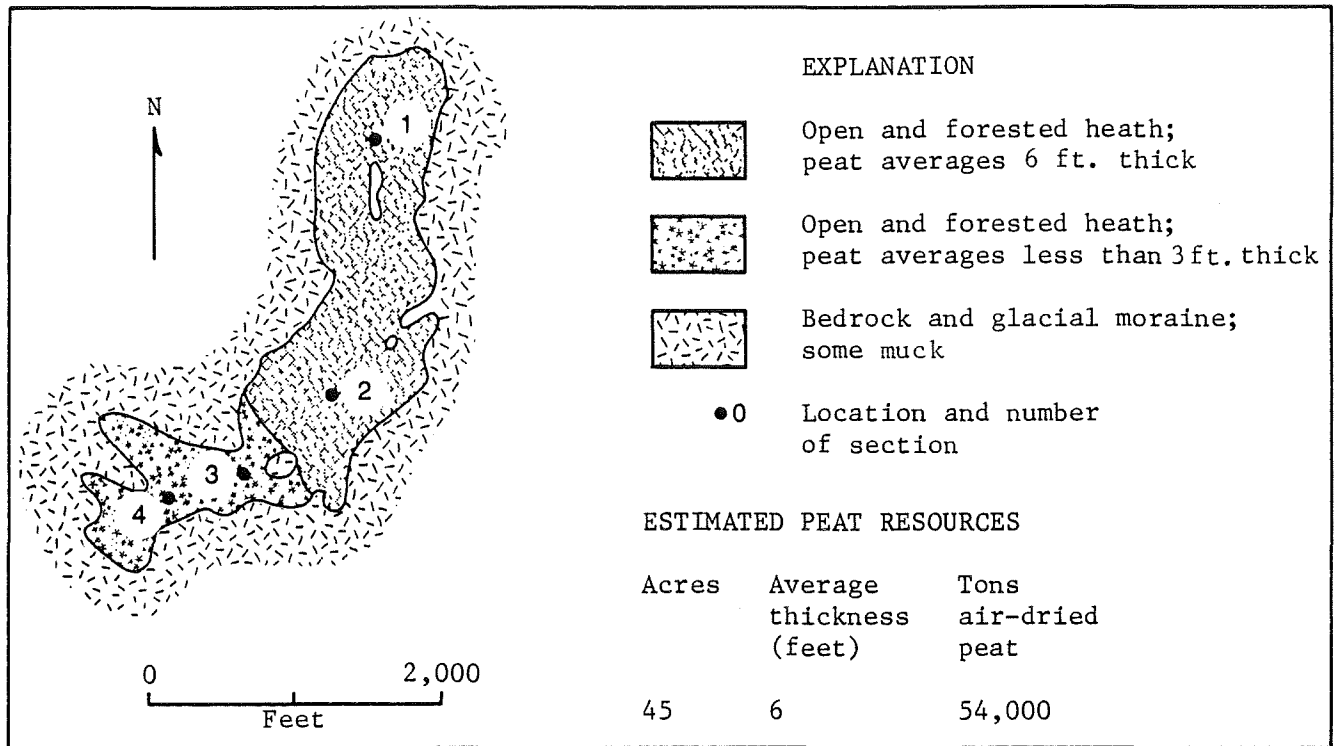 N
1
2
3
4
0 2,000
Feet
EXPLANATION
Open and forested heath;
peat averages 6 ft. thick
Open and forested heath;
peat averages less than 3 ft. thick
Bedrock and glacial moraine;
some muck
0 Location and number
of section
ESTIMATED PEAT RESOURCES
Acres Average Tons
thickness air-dried
(feet) peat
45 6 54,000